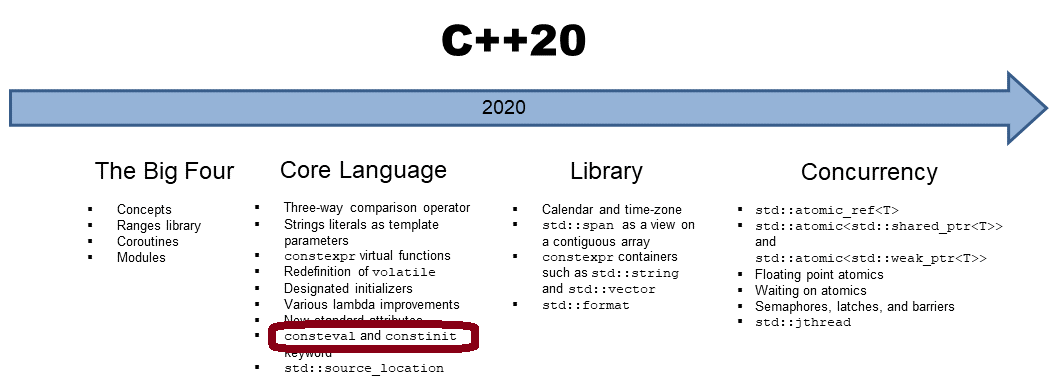 C++20
2020
The Big Four
Concepts
Ranges library
Coroutines
Modules
Core Language
Three-way comparison operator
Strings literals as template
parameters
constexpr virtual functions
Redefinition of volatile
Designated initializers
Various lambda improvements
New standard attributes
consteval and constinit
keyword
std::source_location
Library
Calendar and time-zone
std::span as a view on
a contiguous array
constexpr containers
such as std::string
and std::vector
std::format
Concurrency
std::atomic_ref<T>
std::atomic<std::shared_ptr<T>>
and
std::atomic<std::weak_ptr<T>>
Floating point atomics
Waiting on atomics
Semaphores, latches, and barriers
std::jthread